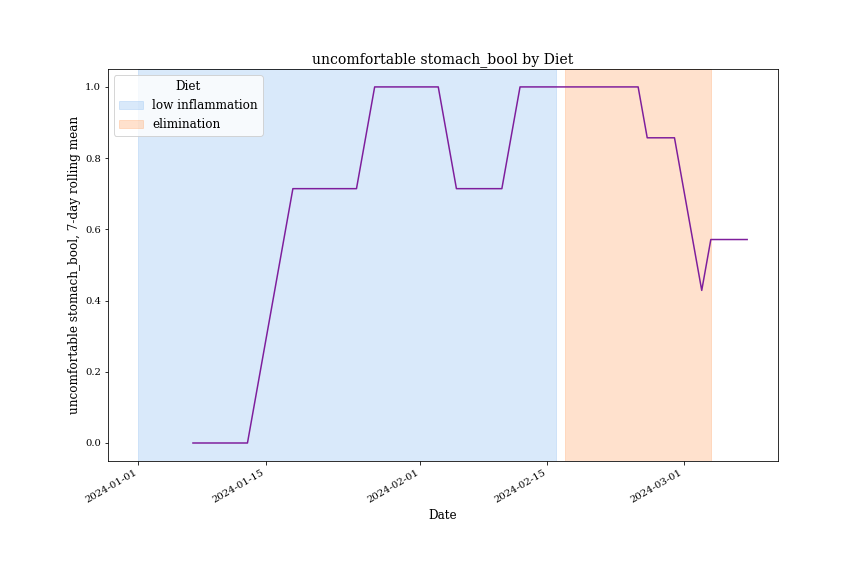 uncomfortable stomach_bool by Diet
Diet
low inflammation
elimination
uncomfortable stomach_bool, 7-day rolling mean
1.0
0.8
0.6
0.4
0.2
0.0
2024-01-01
2024-01-15
2024-02-01
2024-02-15
2024-03-01
Date